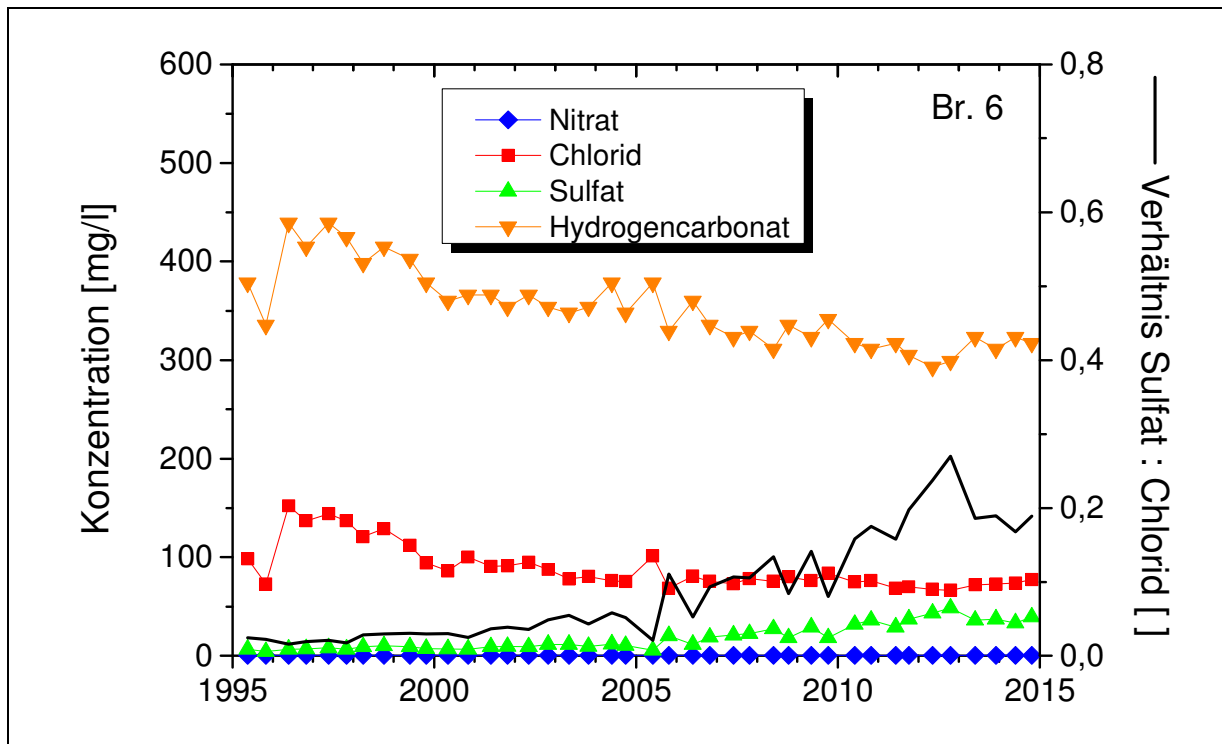 600
500
400
300
200
100
0
Konzentration [mg/l]
Br. 6
Nitrat
Chlorid
Sulfat
Hydrogencarbonat
0,8
0,6
0,4
0,2
0,0
Verhältnis Sulfat : Chlorid [ ]
1995 2000 2005 2010 2015